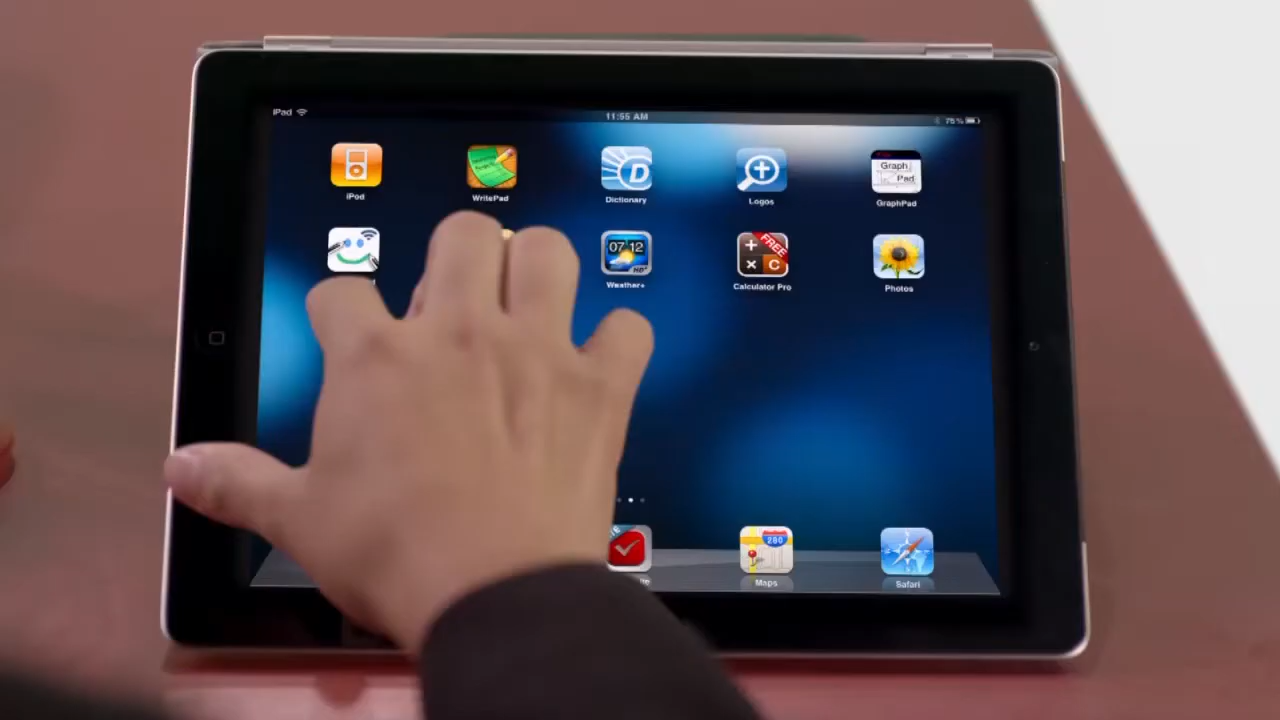 iPad
11:55 AM
75%
iPod
WritePad
Dictionary
D
Logos
Graph
Pad
GraphPad
07 12
HD
Weather+
FREE
C
Calculator Pro
Photos
280
Maps
Safari